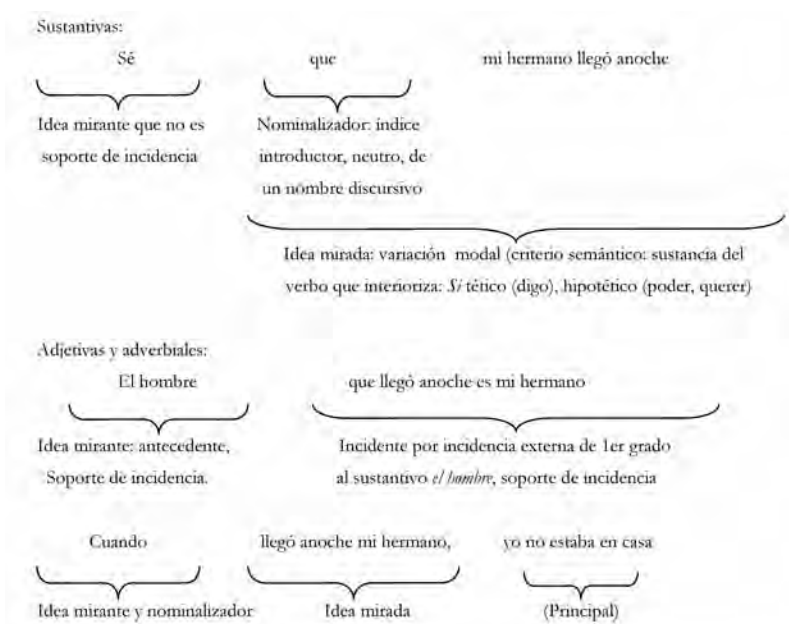 Sustantivas:
Sé que mi hermano llegó anoche
Idea mirante que no es
soporte de incidencia
Nominalizador: índice
introductor, neutro, de
un nombre discursivo
Idea mirada: variación modal (criterio semántico: sustancia del
verbo que interioriza: Si tético (digo), hipotético (poder, querer)
Adjetivas y adverbiales:
El hombre que llegó anoche es mi hermano
Idea mirante: antecedente,
Soporte de incidencia.
Incidente por incidencia externa de 1er grado
al sustantivo el hombre, soporte de incidencia
Cuando llegó anoche mi hermano, yo no estaba en casa
Idea mirante y nominalizador Idea mirada (Principal)